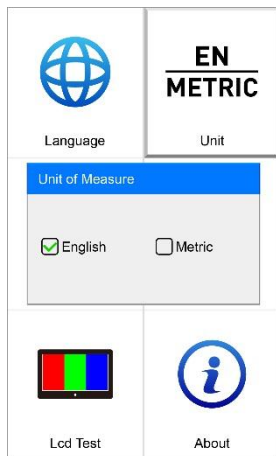 EN
METRIC
Language
Unit
Unit of Measure
English
Metric
Lcd Test
About